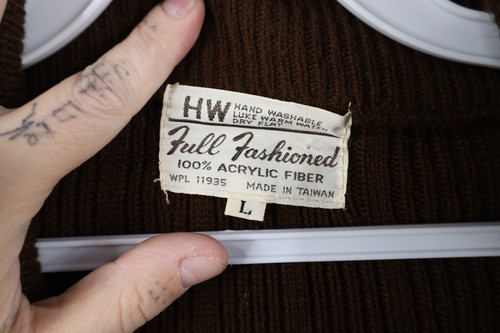 HW HAND WASHABLE
LUKE WARM WATER
DRY FLAT
Full Fashioned
100% ACRYLIC FIBER
WPL 11935 MADE IN TAIWAN
L